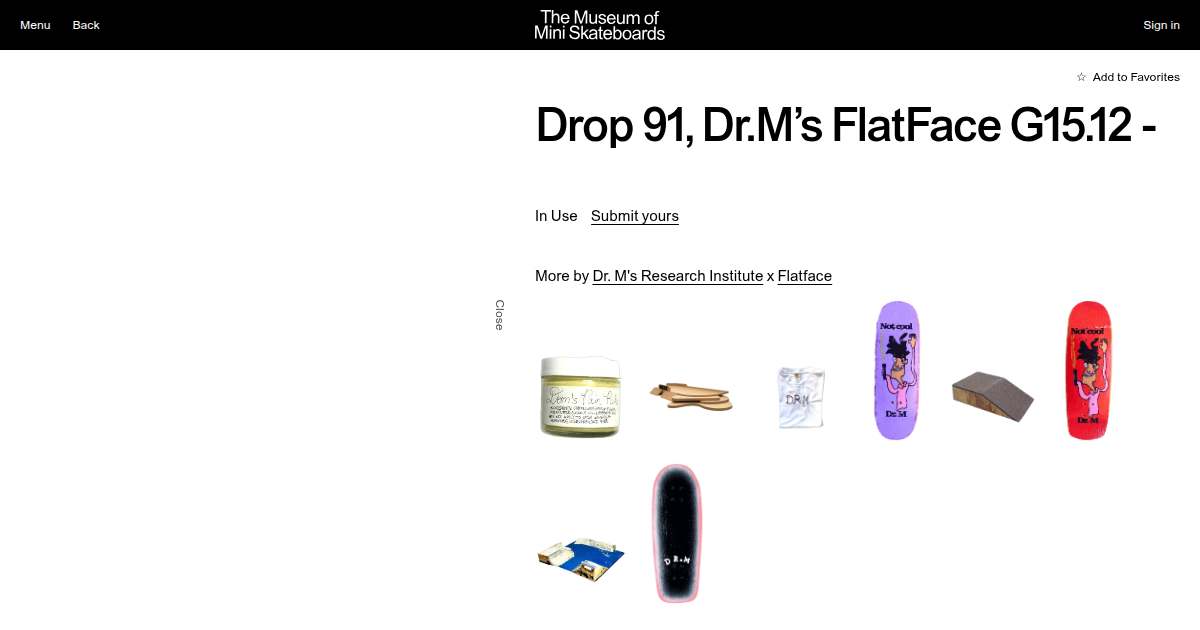 Menu Back
The Museum of
Mini Skateboards
Sign in
☆ Add to Favorites
Drop 91, Dr.M’s FlatFace G15.12 -
In Use Submit yours
More by Dr. M's Research Institute x Flatface
Close
DRM
Not cool
Dr. M
Not cool
Dr. M
DR.M